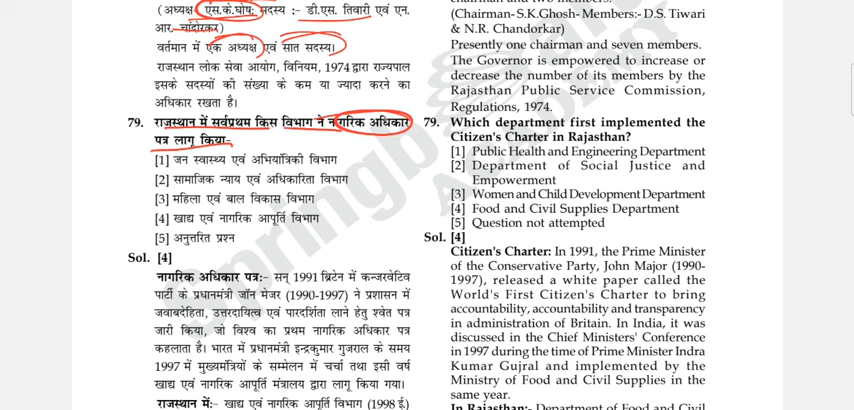 (अध्यक्ष एस.के.घोष: सदस्य :- डी.एस. तिवारी एवं एन.
आर. चांदोरकर)
वर्तमान में एक अध्यक्ष एवं सात सदस्य।
राजस्थान लोक सेवा आयोग, विनियम, 1974 द्वारा राज्यपाल
इसके सदस्यों की संख्या के कम या ज्यादा करने का
अधिकार रखता है।
79. राजस्थान में सर्वप्रथम किस विभाग ने नागरिक अधिकार
पत्र लागू किया-
[1] जन स्वास्थ्य एवं अभियांत्रिकी विभाग
[2] सामाजिक न्याय एवं अधिकारिता विभाग
[3] महिला एवं बाल विकास विभाग
[4] खाद्य एवं नागरिक आपूर्ति विभाग
[5] अनुत्तरित प्रश्न
Sol. [4]
नागरिक अधिकार पत्र:- सन् 1991 ब्रिटेन में कन्जरवेटिव
पार्टी के प्रधानमंत्री जॉन मेजर (1990-1997) ने प्रशासन में
जवाबदेहिता, उत्तरदायित्व एवं पारदर्शिता लाने हेतु श्वेत पत्र
जारी किया, जो विश्व का प्रथम नागरिक अधिकार पत्र
कहलाता है। भारत में प्रधानमंत्री इन्द्रकुमार गुजराल के समय
1997 में मुख्यमंत्रियों के सम्मेलन में चर्चा तथा इसी वर्ष
खाद्य एवं नागरिक आपूर्ति मंत्रालय द्वारा लागू किया गया।
राजस्थान में:- खाद्य एवं नागरिक आपूर्ति विभाग (1998 ई.)
chairman and two members.
(Chairman- S.K.Ghosh- Members:- D.S. Tiwari
& N.R. Chandorkar)
Presently one chairman and seven members.
The Governor is empowered to increase or
decrease the number of its members by the
Rajasthan Public Service Commission,
Regulations, 1974.
79. Which department first implemented the
Citizen's Charter in Rajasthan?
[1] Public Health and Engineering Department
[2] Department of Social Justice and
Empowerment
[3] Women and Child Development Department
[4] Food and Civil Supplies Department
[5] Question not attempted
Sol. [4]
Citizen's Charter: In 1991, the Prime Minister
of the Conservative Party, John Major (1990-
1997), released a white paper called the
World's First Citizen's Charter to bring
accountability, accountability and transparency
in administration of Britain. In India, it was
discussed in the Chief Ministers' Conference
in 1997 during the time of Prime Minister Indra
Kumar Gujral and implemented by the
Ministry of Food and Civil Supplies in the
same year.
In Rajasthan:- Department of Food and Civil